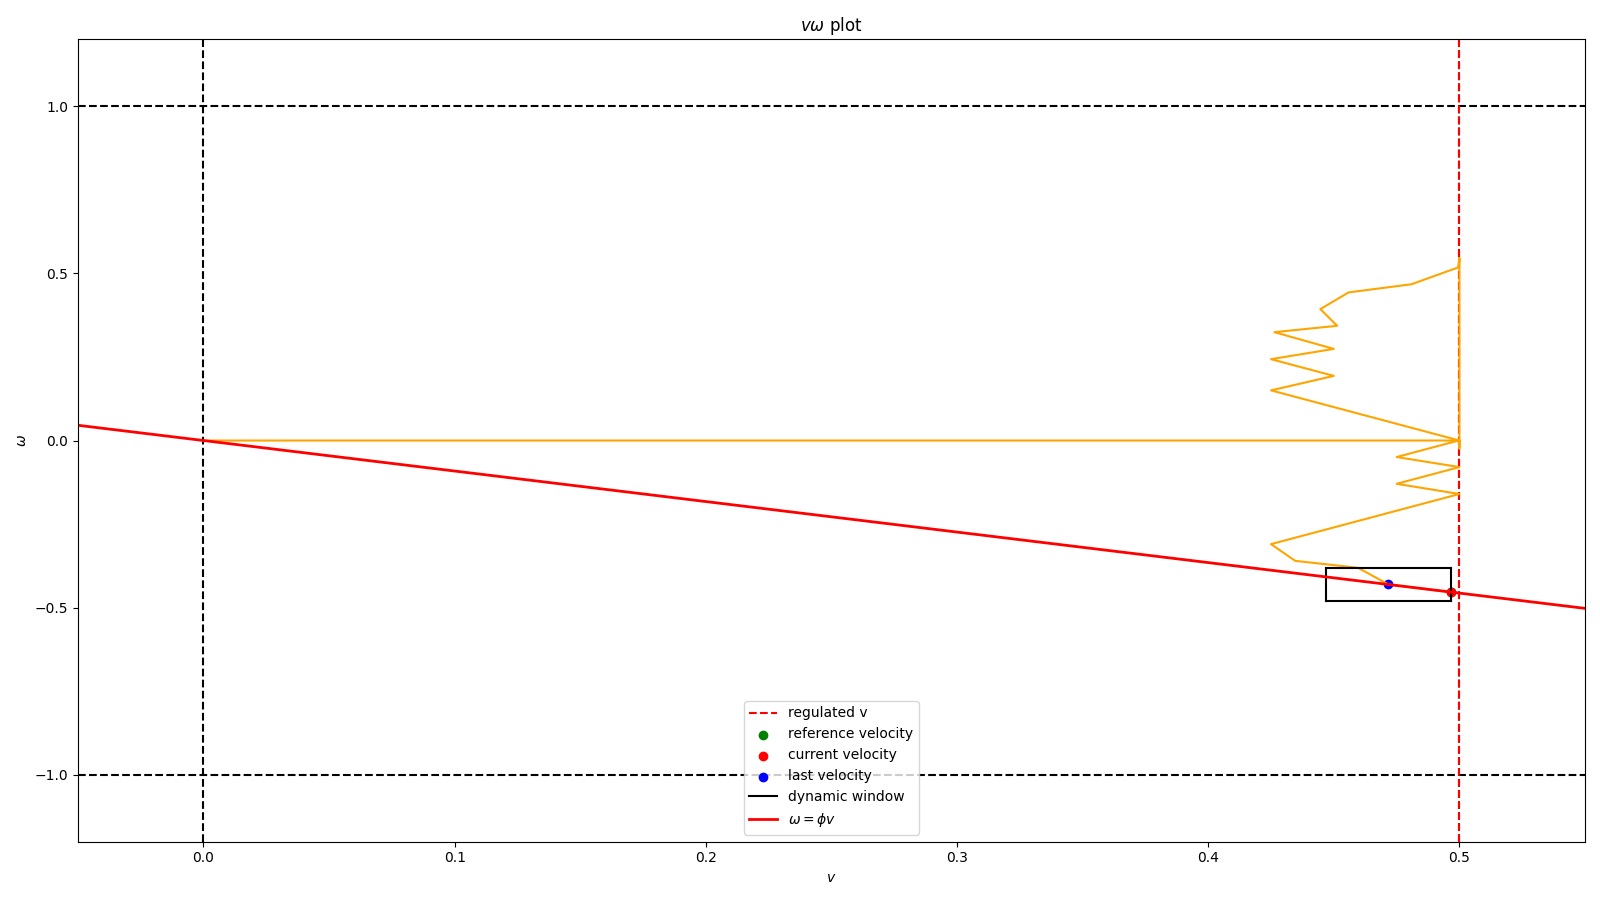 vω plot
1.0
0.5
0.0
−0.5
−1.0
ω
0.0 0.1 0.2 0.3 0.4 0.5
v
regulated v
reference velocity
current velocity
last velocity
dynamic window
ω = ϕv